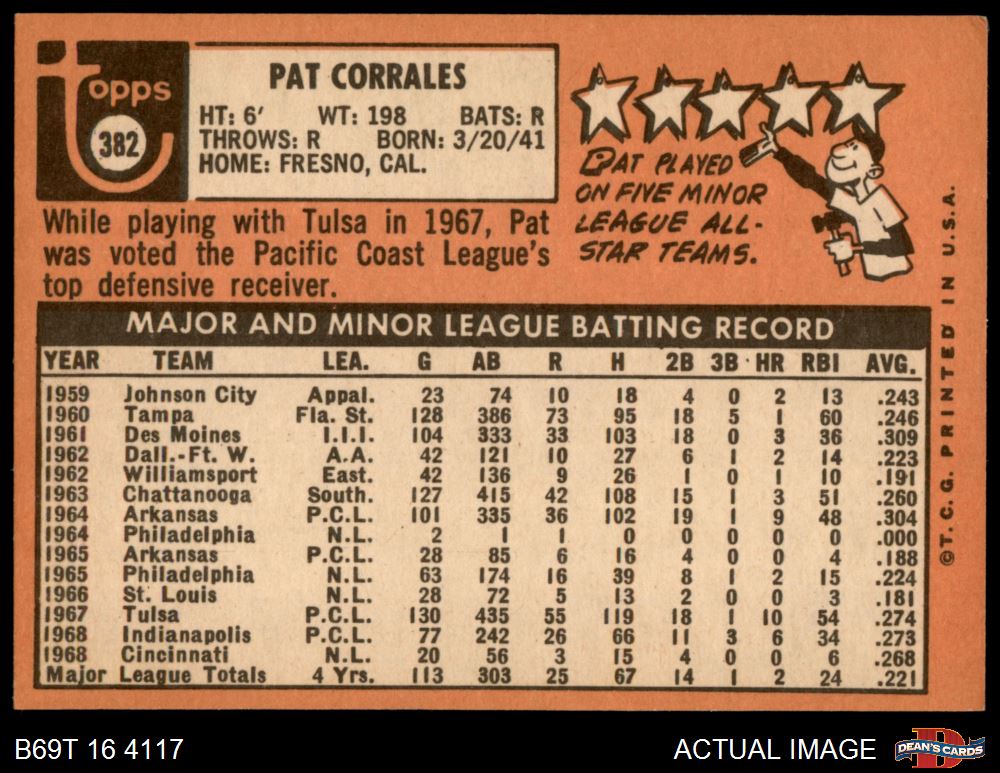 Topps
382
PAT CORRALES
HT: 6' WT: 198 BATS: R
THROWS: R BORN: 3/20/41
HOME: FRESNO, CAL.
PAT PLAYED
ON FIVE MINOR
LEAGUE ALL-
STAR TEAMS.
While playing with Tulsa in 1967, Pat
was voted the Pacific Coast League's
top defensive receiver.
MAJOR AND MINOR LEAGUE BATTING RECORD
YEAR TEAM LEA. G AB R H 2B 3B HR RBI AVG.
1959 Johnson City Appal. 23 74 10 18 4 0 2 13 .243
1960 Tampa Fla. St. 128 386 73 95 18 5 1 60 .246
1961 Des Moines I.I.I. 104 333 33 103 18 0 3 36 .309
1962 Dall.-Ft. W. A.A. 42 121 10 27 6 1 2 14 .223
1962 Williamsport East. 42 136 9 26 1 0 1 10 .191
1963 Chattanooga South. 127 415 42 108 15 1 3 51 .260
1964 Arkansas P.C.L. 101 335 36 102 19 1 9 48 .304
1964 Philadelphia N.L. 2 1 1 0 0 0 0 0 .000
1965 Arkansas P.C.L. 28 85 6 16 4 0 0 4 .188
1965 Philadelphia N.L. 63 174 16 39 8 1 2 15 .224
1966 St. Louis N.L. 28 72 5 13 2 0 0 3 .181
1967 Tulsa P.C.L. 130 435 55 119 18 1 10 54 .274
1968 Indianapolis P.C.L. 77 242 26 66 11 3 6 34 .273
1968 Cincinnati N.L. 20 56 3 15 4 0 0 6 .268
Major League Totals 4 Yrs. 113 303 25 67 14 1 2 24 .221
©T.C.G. PRINTED IN U.S.A.
B69T 16 4117
ACTUAL IMAGE
D
DEAN'S CARDS